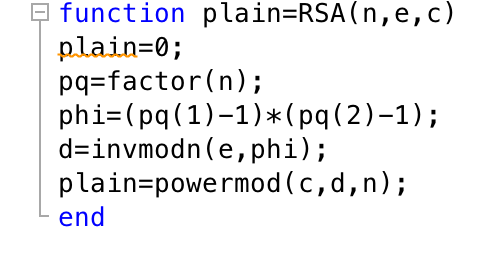 function plain=RSA(n,e,c)
plain=0;
pq=factor(n);
phi=(pq(1)-1)*(pq(2)-1);
d=invmodn(e,phi);
plain=powermod(c,d,n);
end